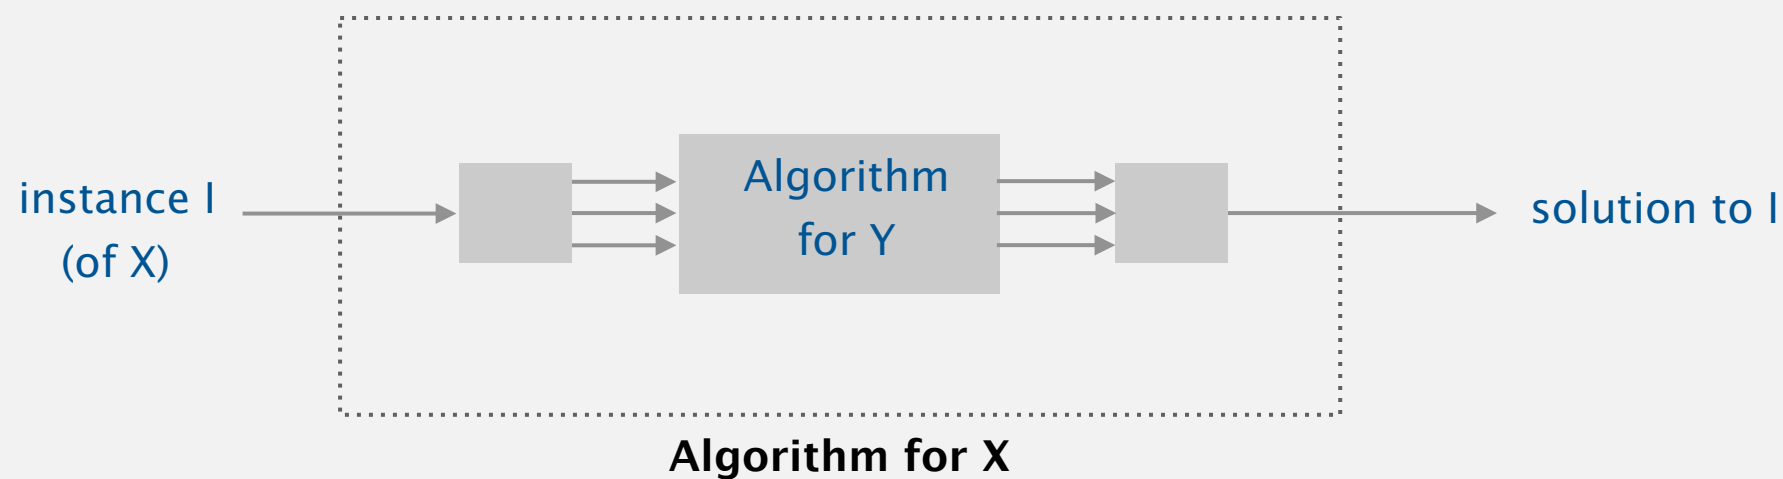 instance I
(of X)
Algorithm
for Y
solution to I
Algorithm for X